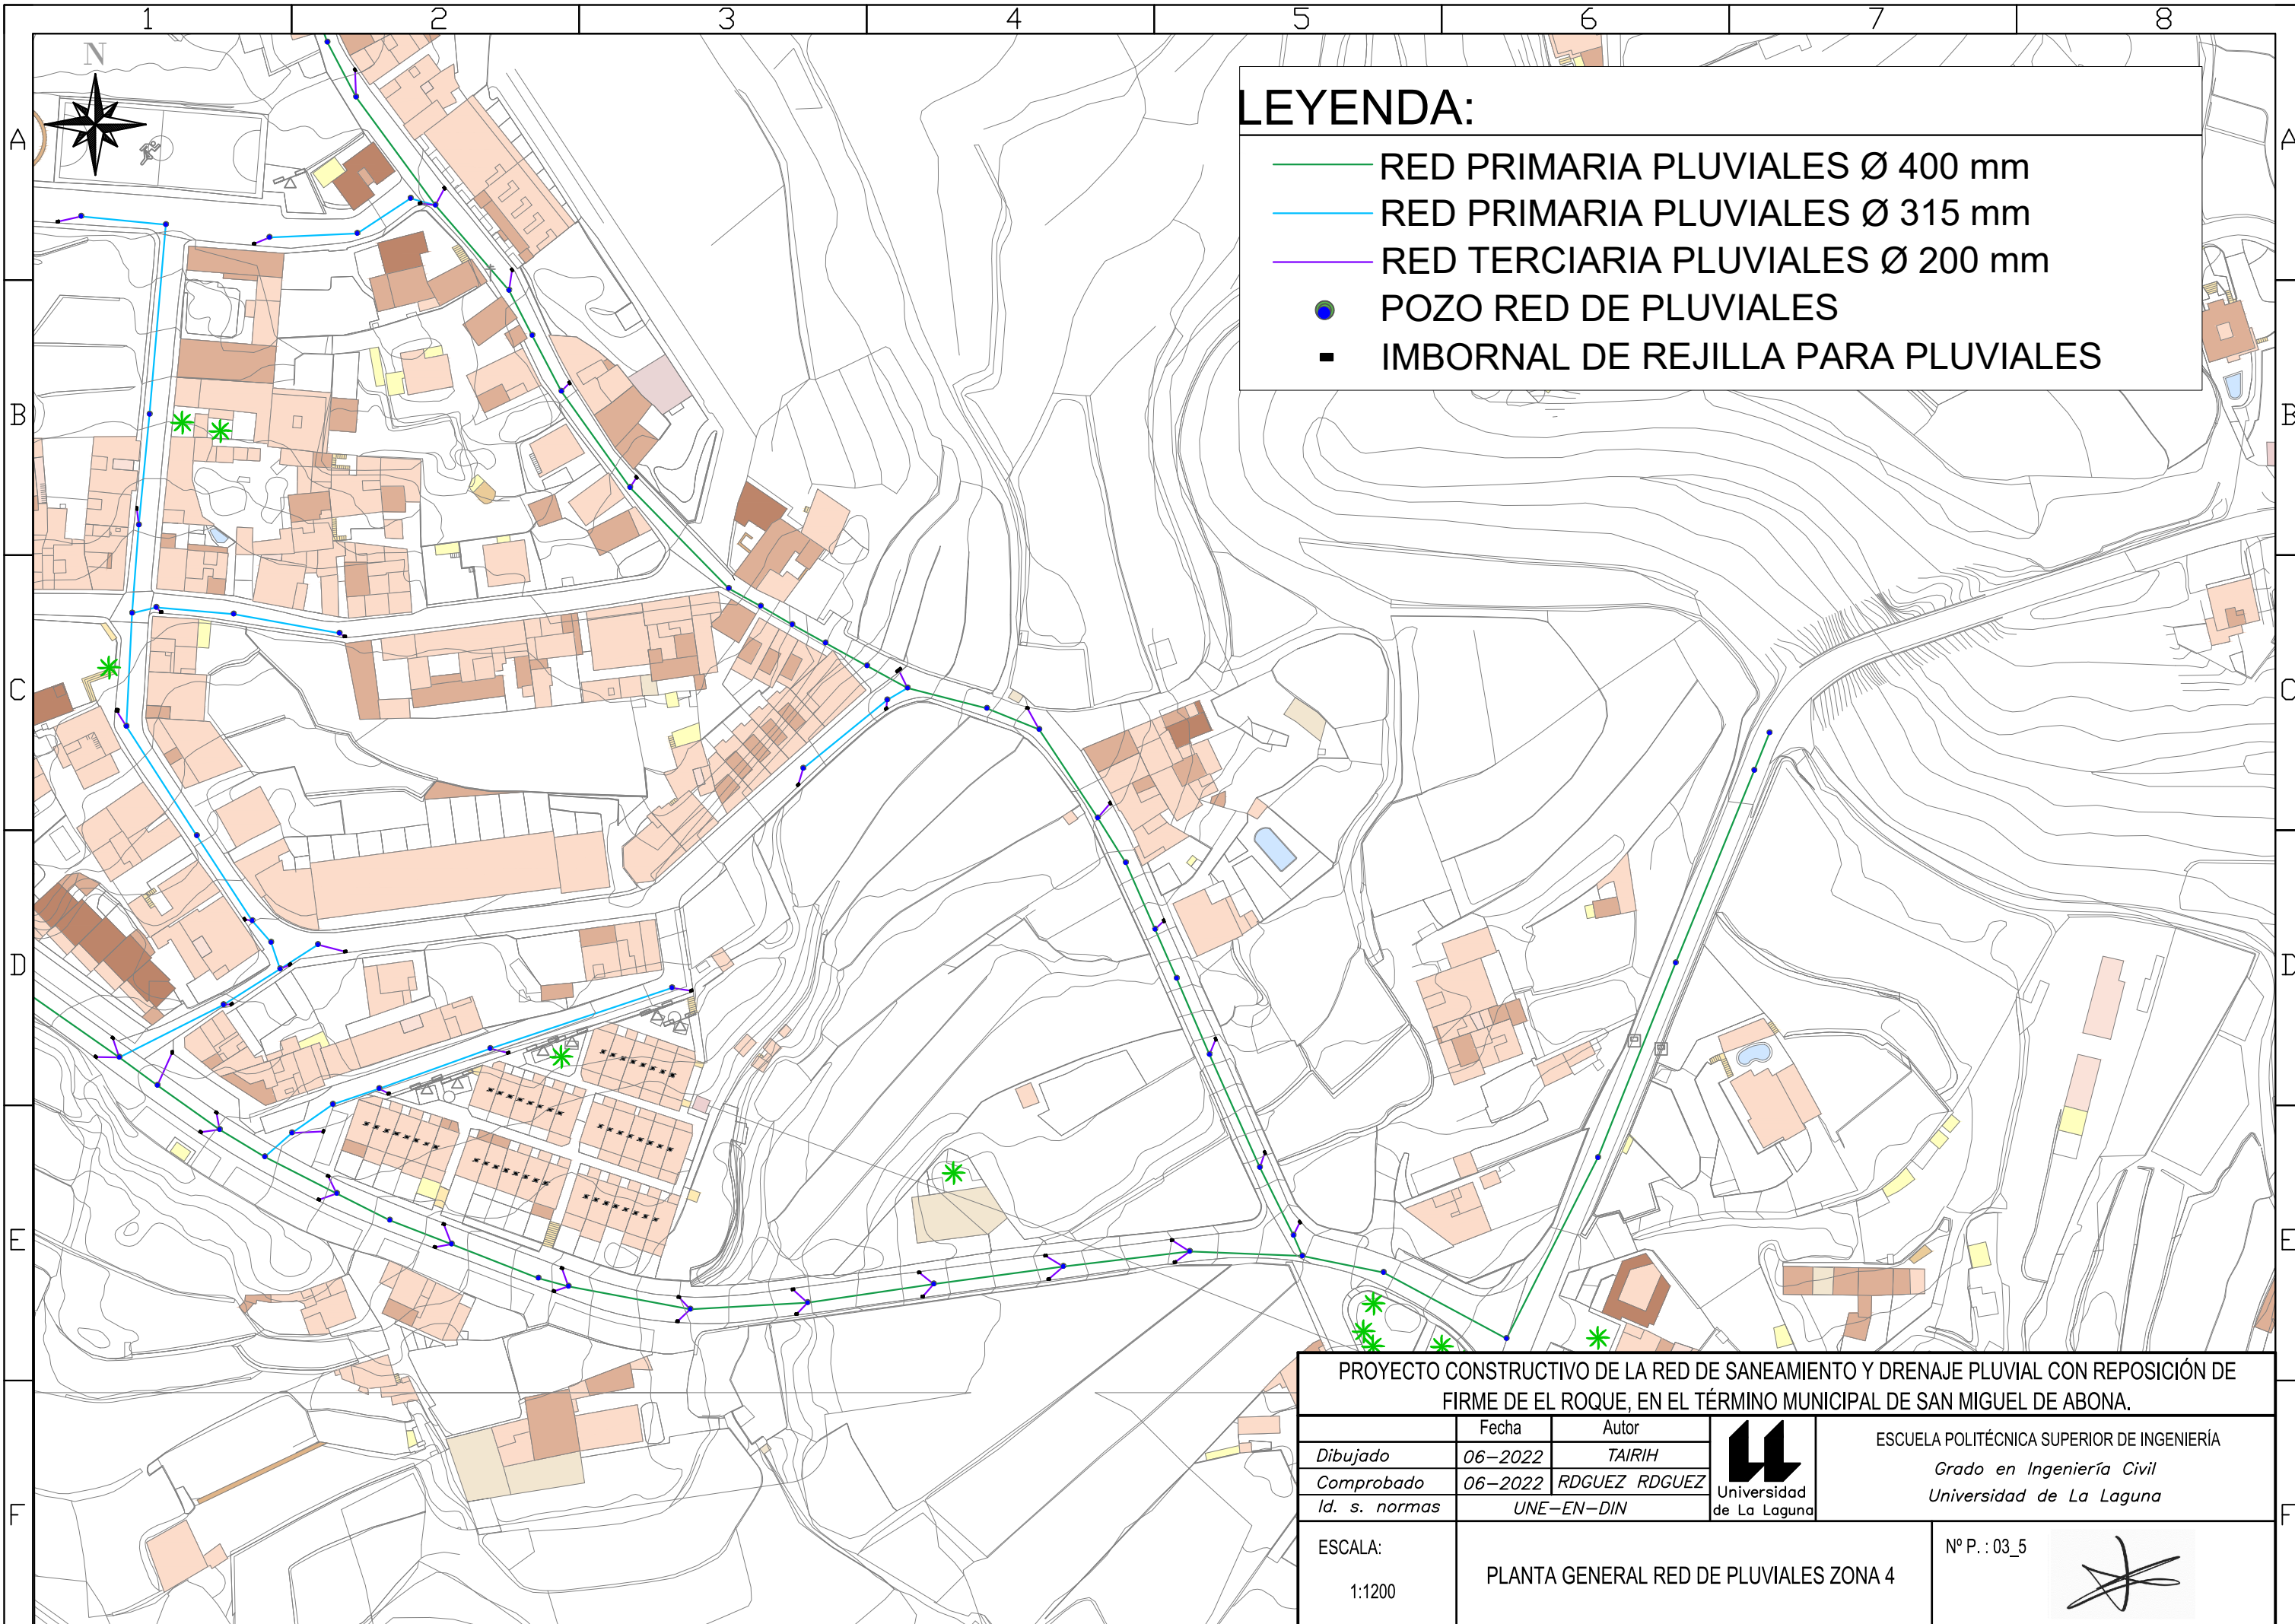 1 2 3 4 5 6 7 8
N
A A
LEYENDA:
RED PRIMARIA PLUVIALES Ø 400 mm
RED PRIMARIA PLUVIALES Ø 315 mm
RED TERCIARIA PLUVIALES Ø 200 mm
POZO RED DE PLUVIALES
IMBORNAL DE REJILLA PARA PLUVIALES
B B
C C
D D
E E
F F
PROYECTO CONSTRUCTIVO DE LA RED DE SANEAMIENTO Y DRENAJE PLUVIAL CON REPOSICIÓN DE
FIRME DE EL ROQUE, EN EL TÉRMINO MUNICIPAL DE SAN MIGUEL DE ABONA.
Fecha Autor
Dibujado 06-2022 TAIRIH
Comprobado 06-2022 RDGUEZ RDGUEZ
Id. s. normas UNE-EN-DIN
Universidad
de La Laguna
ESCUELA POLITÉCNICA SUPERIOR DE INGENIERÍA
Grado en Ingeniería Civil
Universidad de La Laguna
ESCALA:
1:1200
PLANTA GENERAL RED DE PLUVIALES ZONA 4
Nº P. : 03_5